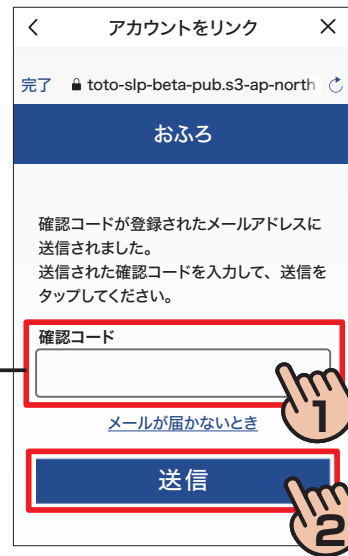 アカウントをリンク
完了 toto-slp-beta-pub.s3-ap-north
おふろ
確認コードが登録されたメールアドレスに
送信されました。
送信された確認コードを入力して、送信を
タップしてください。
確認コード
1
メールが届かないとき
送信
2